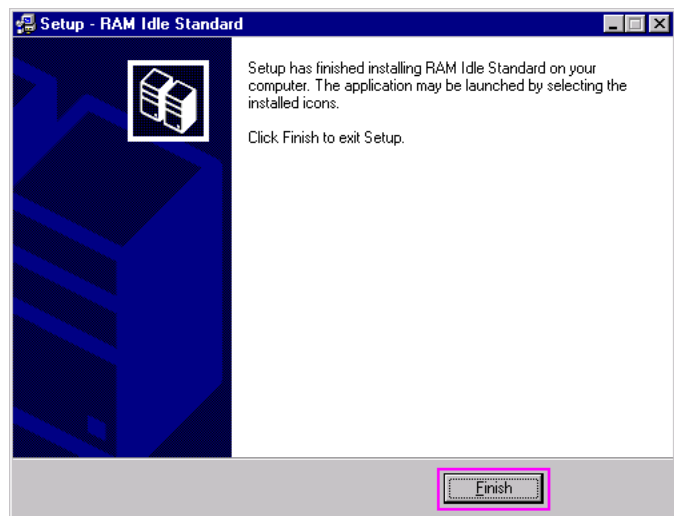 Setup - RAM Idle Standard
Setup has finished installing RAM Idle Standard on your
computer. The application may be launched by selecting the
installed icons.
Click Finish to exit Setup.
Finish